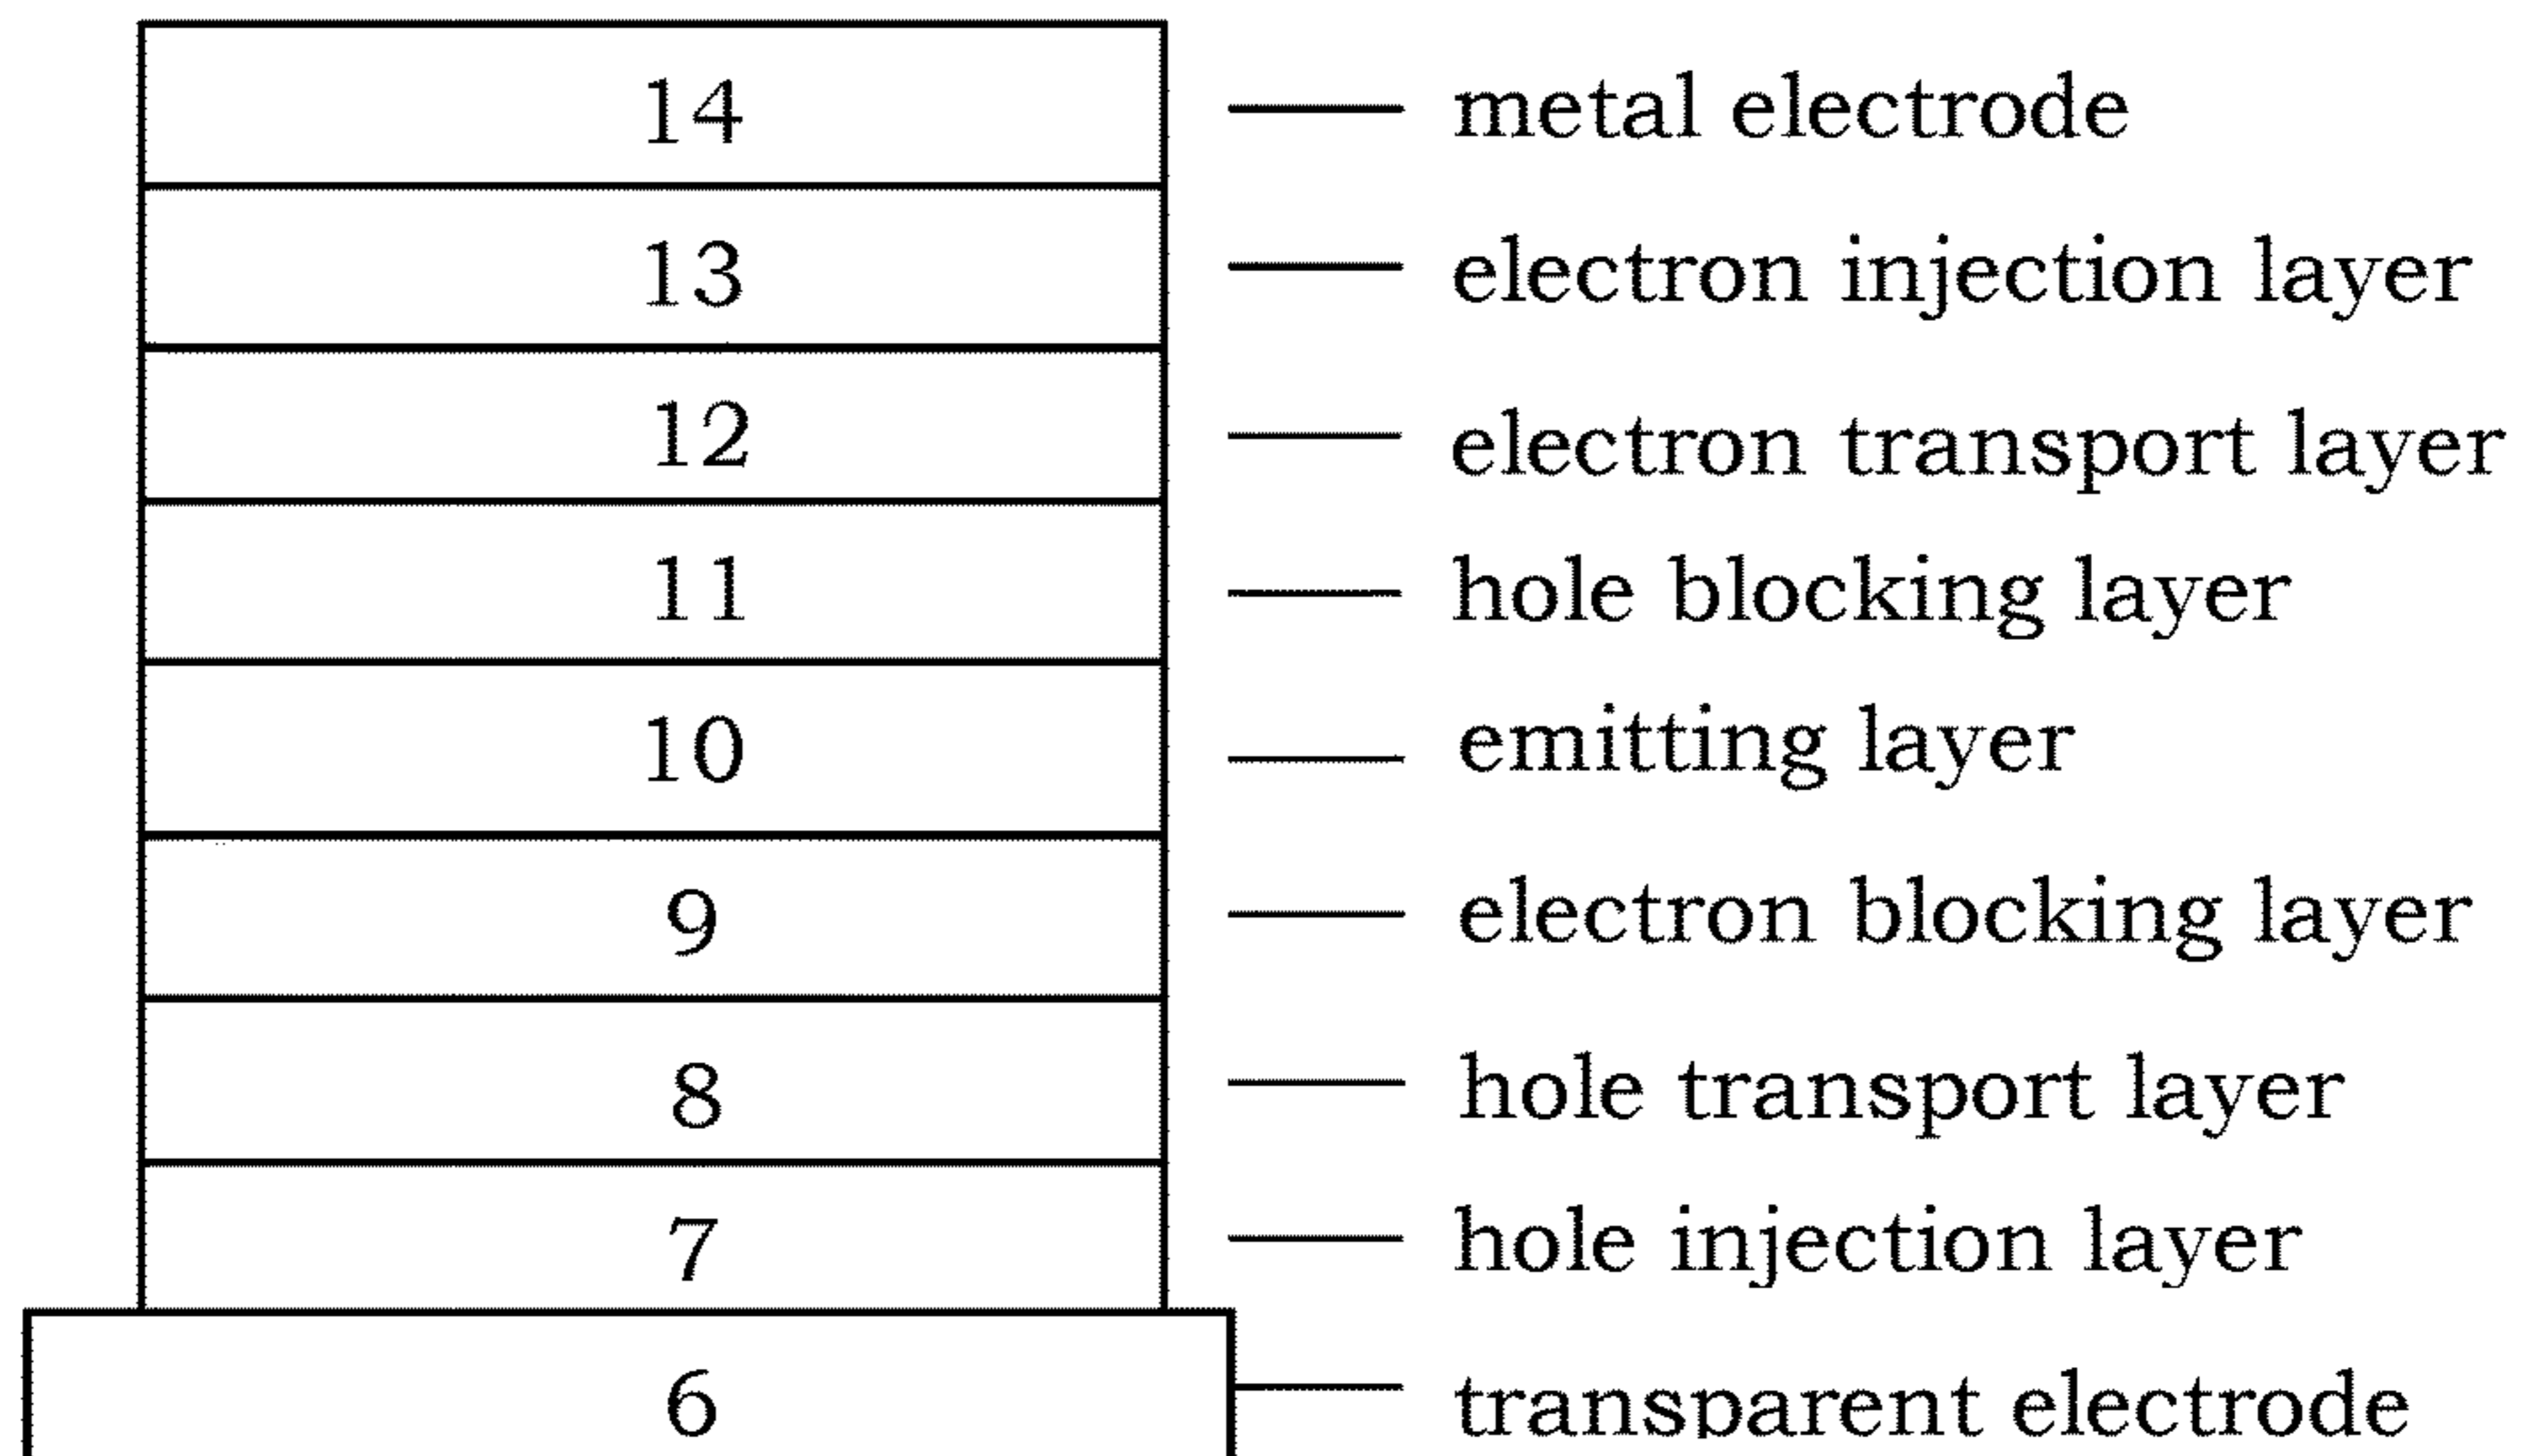 14 metal electrode
13 electron injection layer
12 electron transport layer
11 hole blocking layer
10 emitting layer
9 electron blocking layer
8 hole transport layer
7 hole injection layer
6 transparent electrode